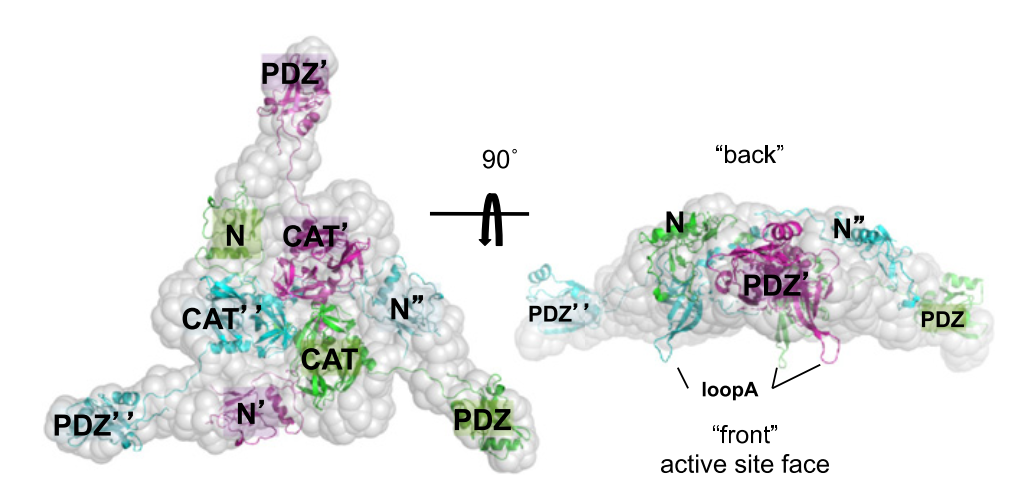 PDZ’
N
CAT’
CAT’’
N”
CAT
PDZ’’
N’
PDZ
90°
“back”
N
N”
PDZ’
PDZ’’
PDZ
loopA
“front”
active site face